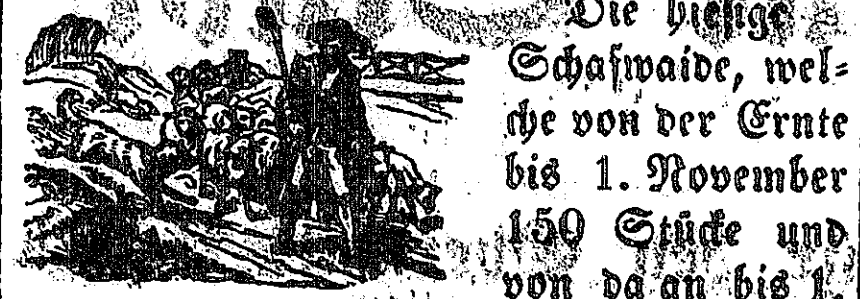 Die hiesige
Schafwaide, wel-
che von der Ernte
bis 1. November
150 Stücke und
von da an bis 1.